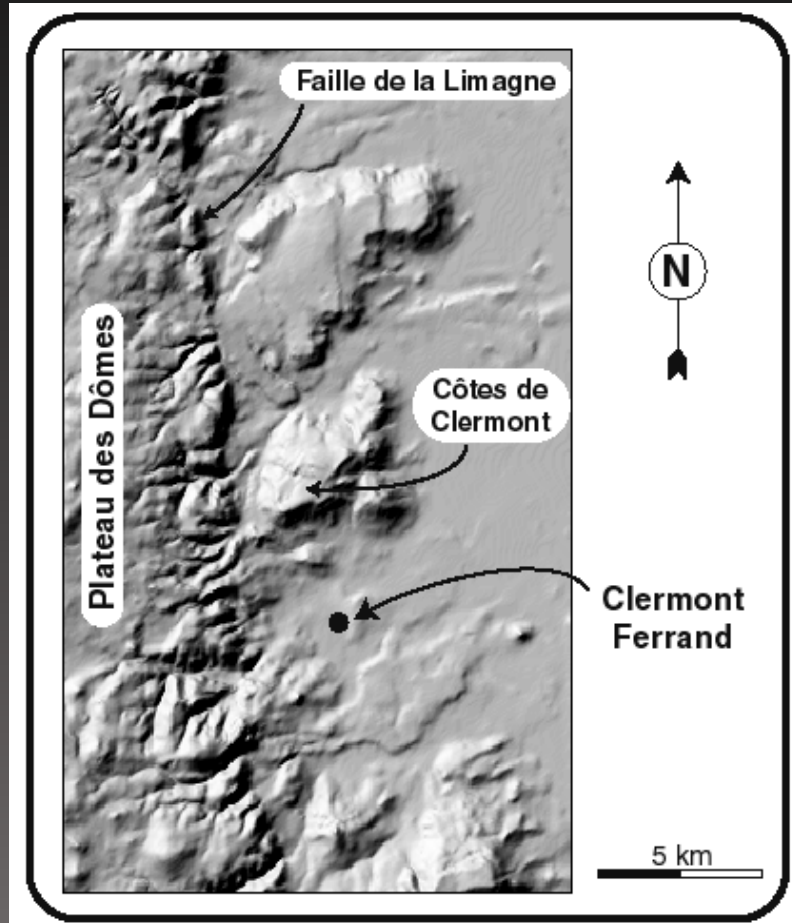 Faille de la Limagne
N
Plateau des Dômes
Côtes de
Clermont
Clermont
Ferrand
5 km